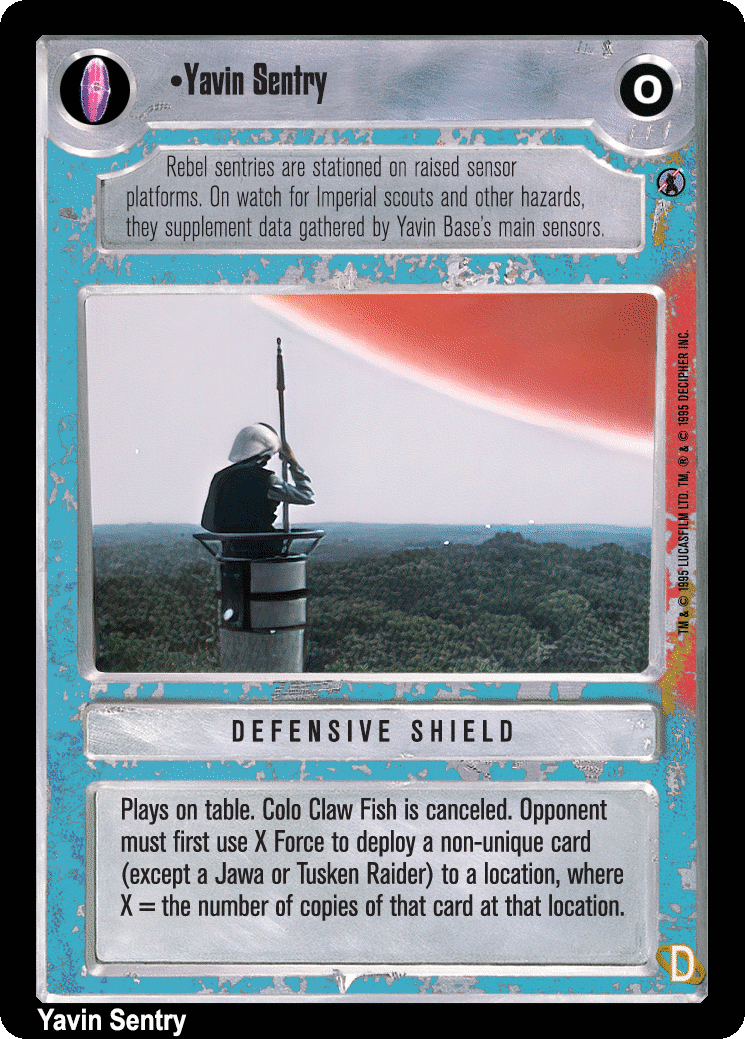 •Yavin Sentry
O
Rebel sentries are stationed on raised sensor
platforms. On watch for Imperial scouts and other hazards,
they supplement data gathered by Yavin Base's main sensors.
TM & © 1995 LUCASFILM LTD. TM, ® & © 1995 DECIPHER INC.
DEFENSIVE SHIELD
Plays on table. Colo Claw Fish is canceled. Opponent
must first use X Force to deploy a non-unique card
(except a Jawa or Tusken Raider) to a location, where
X = the number of copies of that card at that location.
D
Yavin Sentry